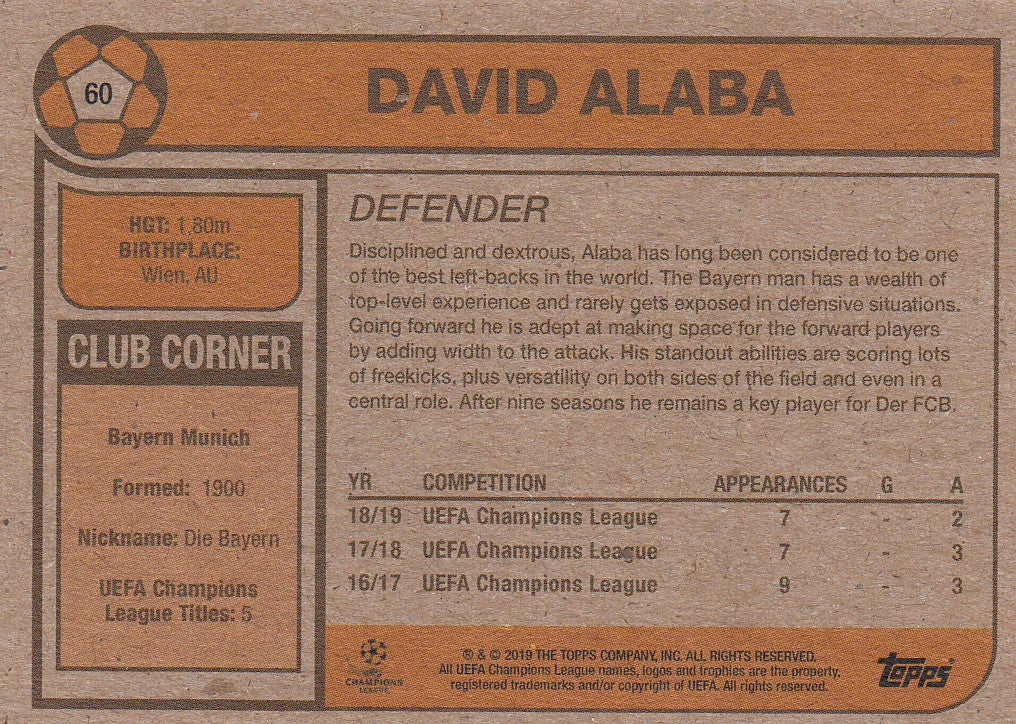 60
DAVID ALABA
HGT: 1.80m
BIRTHPLACE:
Wien, AU
CLUB CORNER
Bayern Munich
Formed: 1900
Nickname: Die Bayern
UEFA Champions
League Titles: 5
DEFENDER
Disciplined and dextrous, Alaba has long been considered to be one
of the best left-backs in the world. The Bayern man has a wealth of
top-level experience and rarely gets exposed in defensive situations.
Going forward he is adept at making space for the forward players
by adding width to the attack. His standout abilities are scoring lots
of freekicks, plus versatility on both sides of the field and even in a
central role. After nine seasons he remains a key player for Der FCB.
YR COMPETITION APPEARANCES G A
18/19 UEFA Champions League 7 - 2
17/18 UEFA Champions League 7 - 3
16/17 UEFA Champions League 9 - 3
CHAMPIONS
LEAGUE
® & © 2019 THE TOPPS COMPANY, INC. ALL RIGHTS RESERVED.
All UEFA Champions League names, logos and trophies are the property,
registered trademarks and/or copyright of UEFA. All rights reserved.
topps